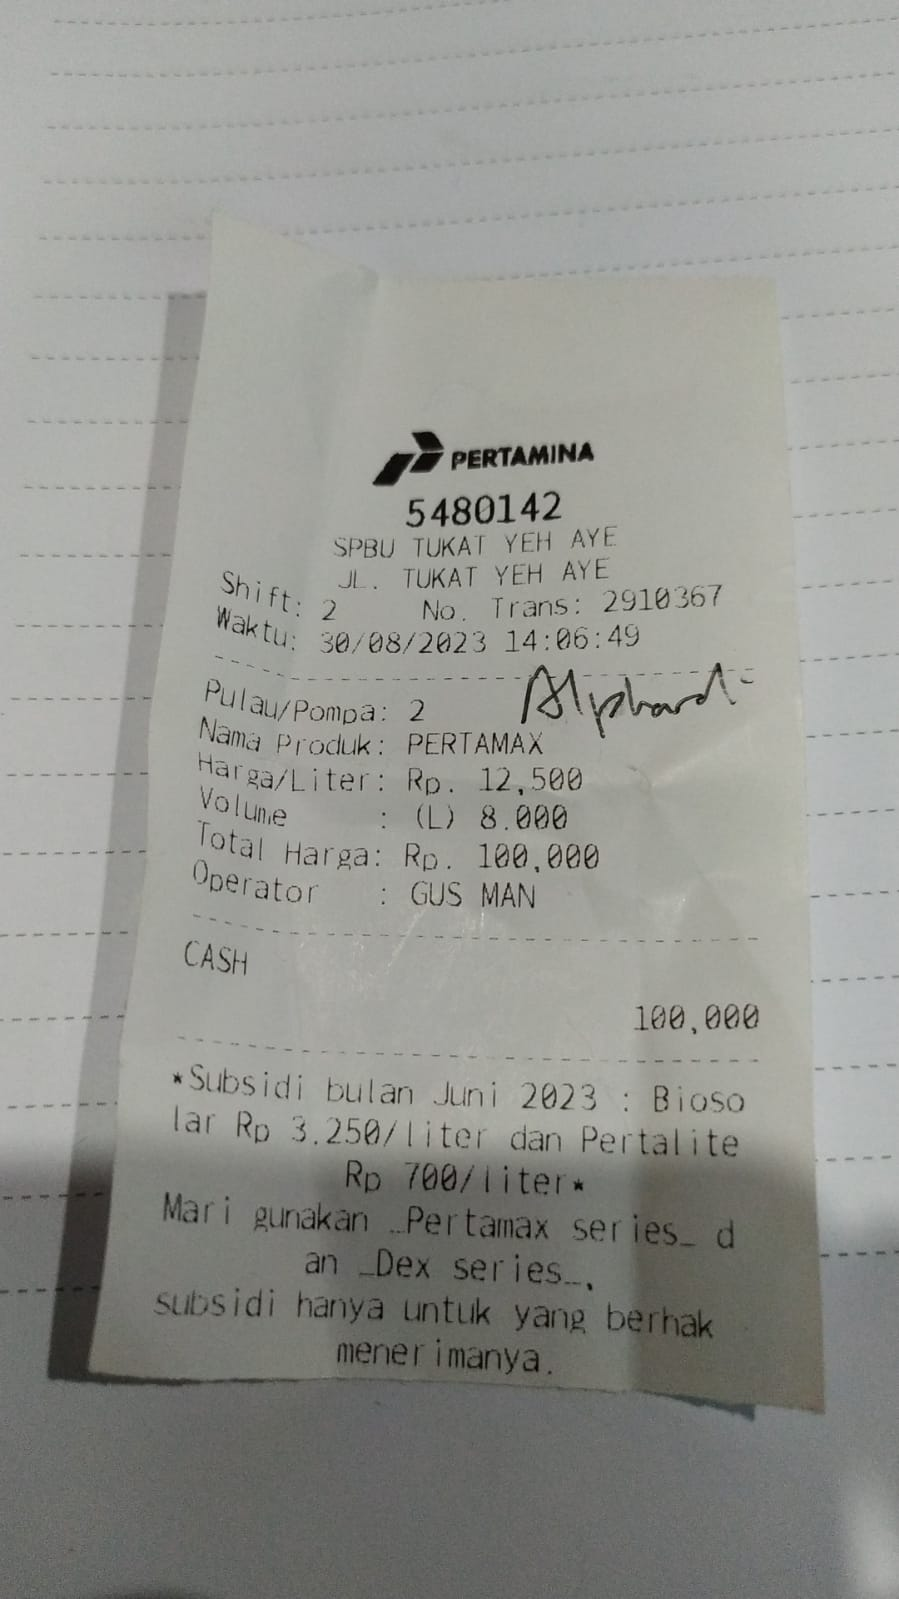 PERTAMINA
5480142
SPBU TUKAT YEH AYE
JL. TUKAT YEH AYE
Shift: 2 No. Trans: 2910367
Waktu: 30/08/2023 14:06:49
Alphard
Pulau/Pompa: 2
Nama Produk: PERTAMAX
Harga/Liter: Rp. 12,500
Volume : (L) 8.000
Total Harga: Rp. 100,000
Operator : GUS MAN
CASH
100,000
*Subsidi bulan Juni 2023 : Bioso
lar Rp 3.250/liter dan Pertalite
Rp 700/liter*
Mari gunakan _Pertamax series_ d
an _Dex series_,
subsidi hanya untuk yang berhak
menerimanya.